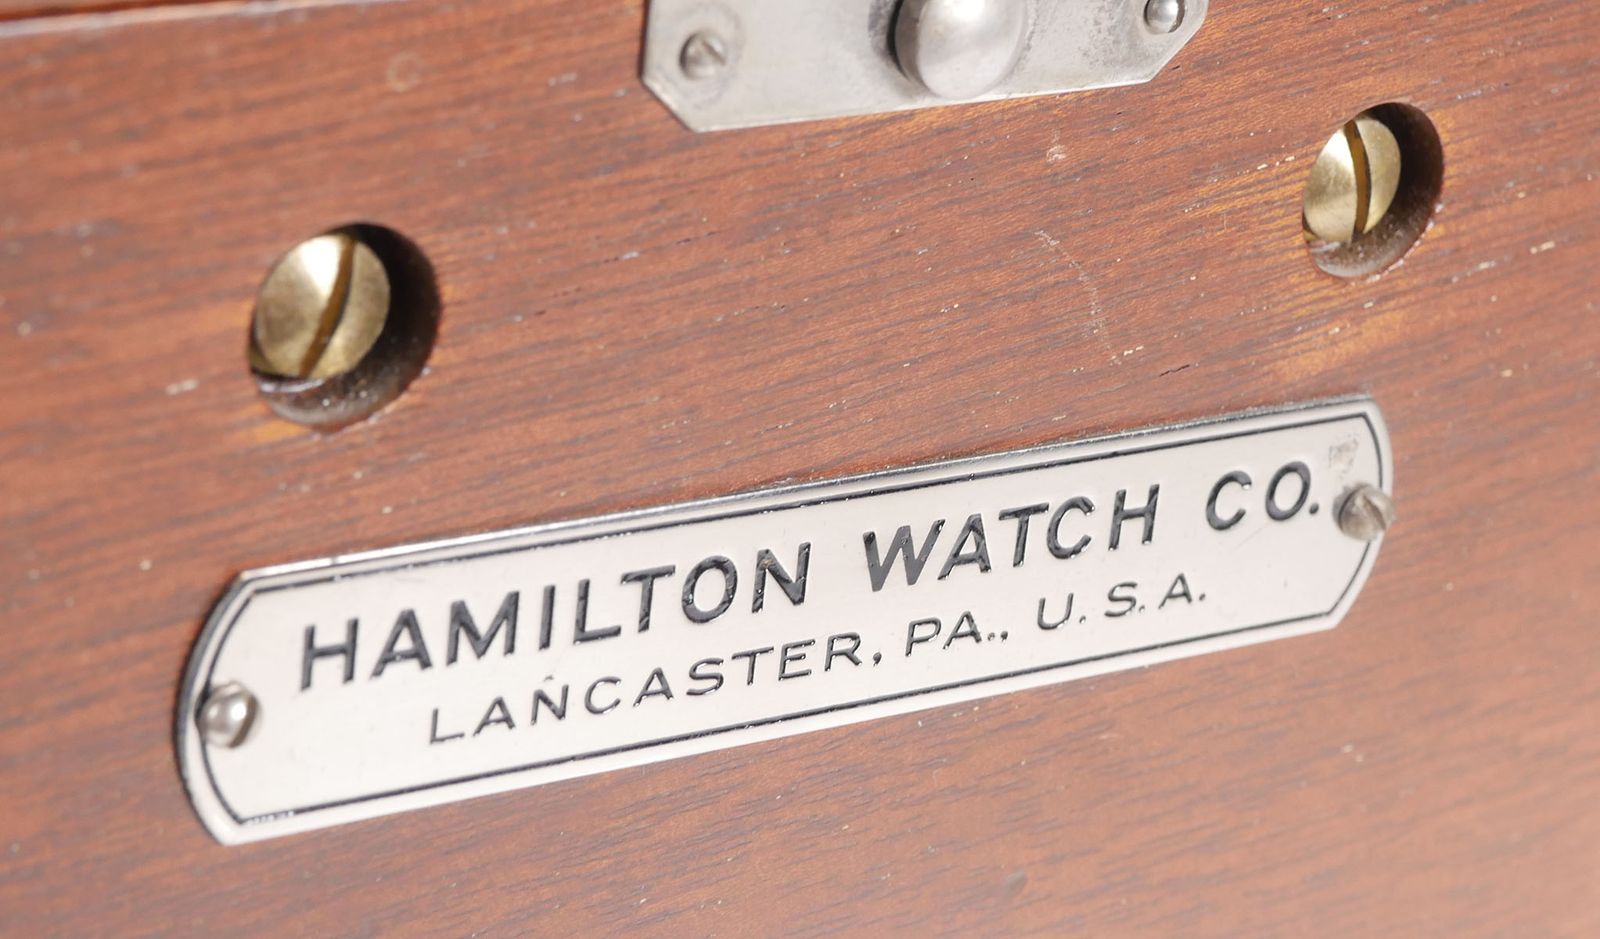 HAMILTON WATCH CO.
LANCASTER, PA., U.S.A.